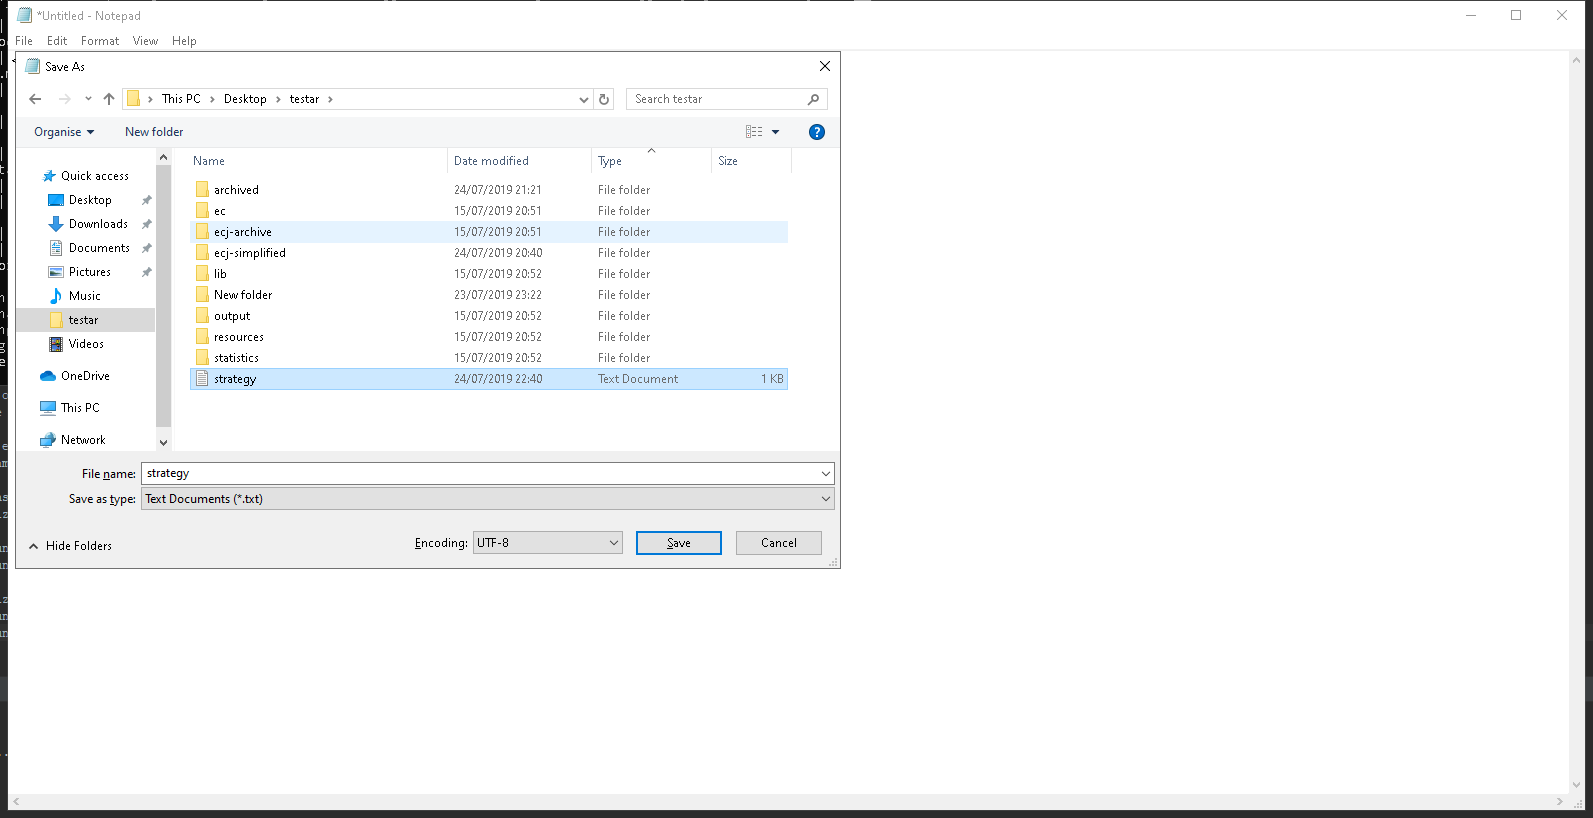 *Untitled - Notepad
File Edit Format View Help
Save As
This PC Desktop testar
Search testar
Organise New folder
Name Date modified Type Size
Quick access
Desktop
Downloads
Documents
Pictures
Music
testar
Videos
OneDrive
This PC
Network
archived 24/07/2019 21:21 File folder
ec 15/07/2019 20:51 File folder
ecj-archive 15/07/2019 20:51 File folder
ecj-simplified 24/07/2019 20:40 File folder
lib 15/07/2019 20:52 File folder
New folder 23/07/2019 23:22 File folder
output 15/07/2019 20:52 File folder
resources 15/07/2019 20:52 File folder
statistics 15/07/2019 20:52 File folder
strategy 24/07/2019 22:40 Text Document 1 KB
File name: strategy
Save as type: Text Documents (*.txt)
Hide Folders
Encoding: UTF-8 Save Cancel